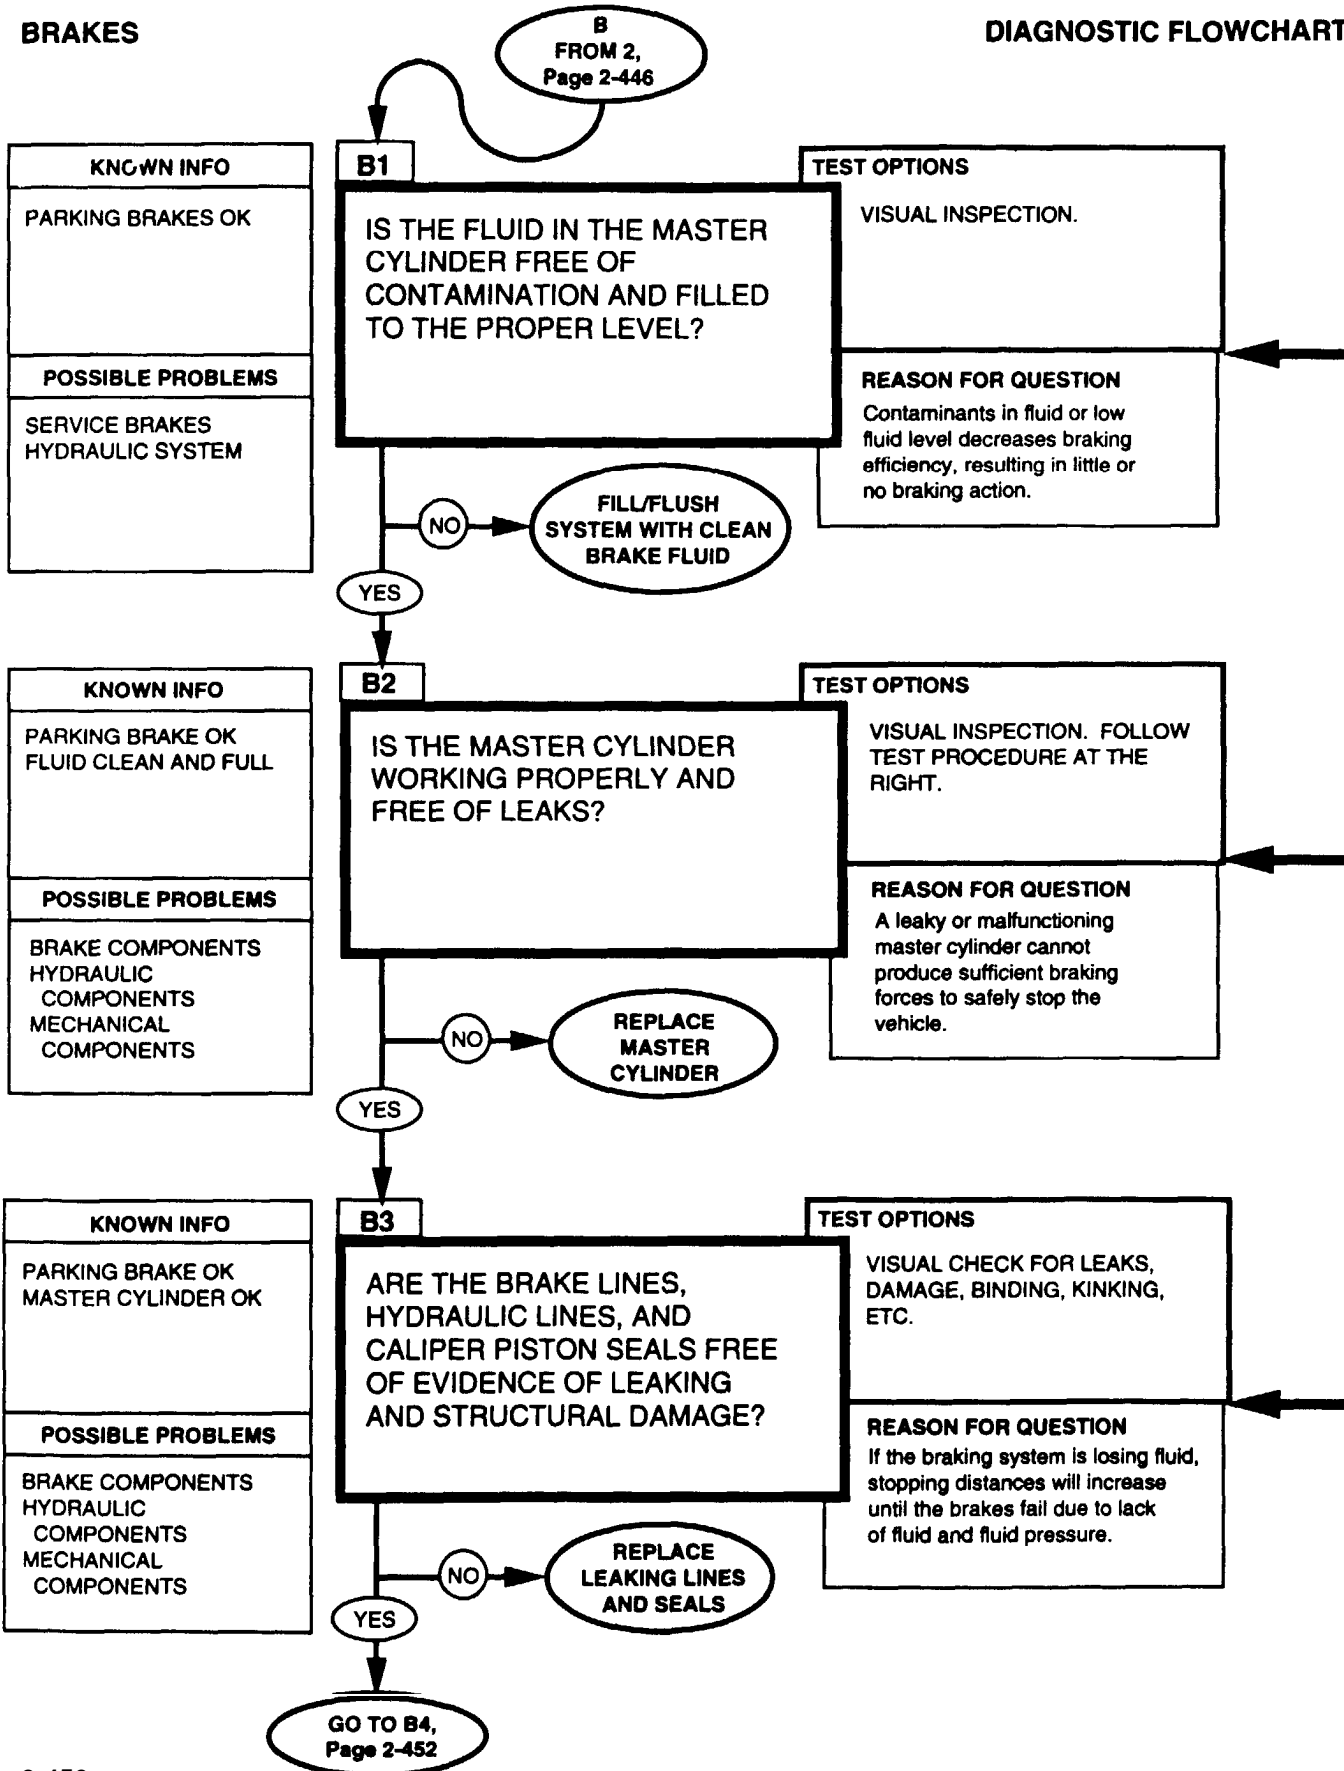 BRAKES
DIAGNOSTIC FLOWCHART
B
FROM 2,
Page 2-446
KNOWN INFO
PARKING BRAKES OK
POSSIBLE PROBLEMS
SERVICE BRAKES
HYDRAULIC SYSTEM
B1
IS THE FLUID IN THE MASTER
CYLINDER FREE OF
CONTAMINATION AND FILLED
TO THE PROPER LEVEL?
TEST OPTIONS
VISUAL INSPECTION.
REASON FOR QUESTION
Contaminants in fluid or low
fluid level decreases braking
efficiency, resulting in little or
no braking action.
NO
FILL/FLUSH
SYSTEM WITH CLEAN
BRAKE FLUID
YES
KNOWN INFO
PARKING BRAKE OK
FLUID CLEAN AND FULL
POSSIBLE PROBLEMS
BRAKE COMPONENTS
HYDRAULIC
COMPONENTS
MECHANICAL
COMPONENTS
B2
IS THE MASTER CYLINDER
WORKING PROPERLY AND
FREE OF LEAKS?
TEST OPTIONS
VISUAL INSPECTION. FOLLOW
TEST PROCEDURE AT THE
RIGHT.
REASON FOR QUESTION
A leaky or malfunctioning
master cylinder cannot
produce sufficient braking
forces to safely stop the
vehicle.
NO
REPLACE
MASTER
CYLINDER
YES
KNOWN INFO
PARKING BRAKE OK
MASTER CYLINDER OK
POSSIBLE PROBLEMS
BRAKE COMPONENTS
HYDRAULIC
COMPONENTS
MECHANICAL
COMPONENTS
B3
ARE THE BRAKE LINES,
HYDRAULIC LINES, AND
CALIPER PISTON SEALS FREE
OF EVIDENCE OF LEAKING
AND STRUCTURAL DAMAGE?
TEST OPTIONS
VISUAL CHECK FOR LEAKS,
DAMAGE, BINDING, KINKING,
ETC.
REASON FOR QUESTION
If the braking system is losing fluid,
stopping distances will increase
until the brakes fail due to lack
of fluid and fluid pressure.
NO
REPLACE
LEAKING LINES
AND SEALS
YES
GO TO B4,
Page 2-452